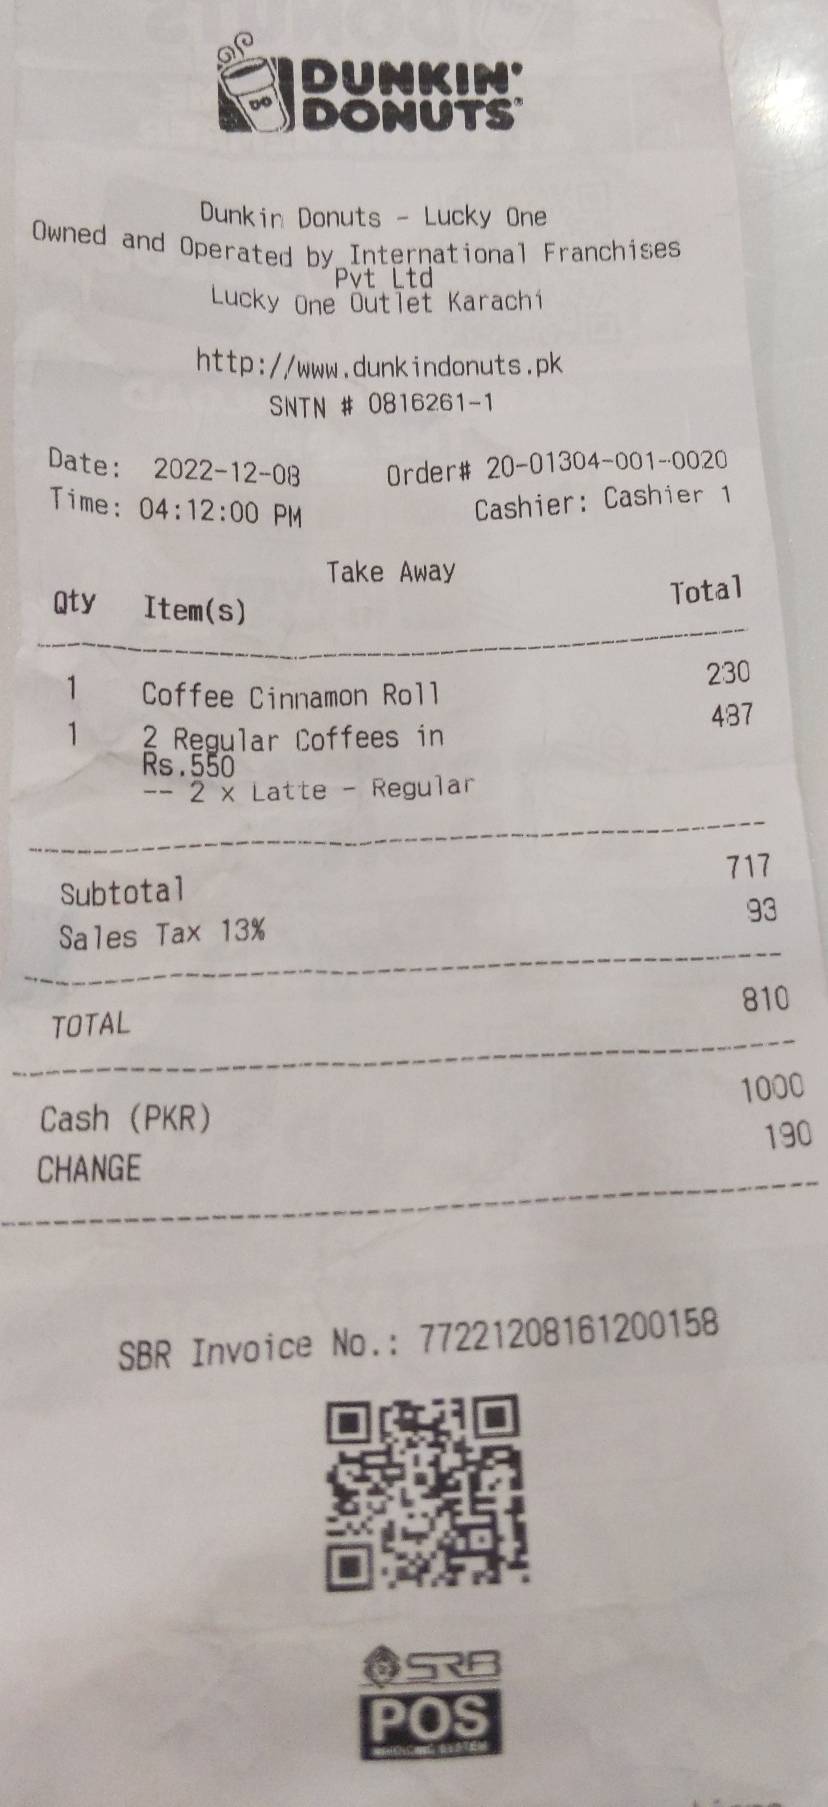 DUNKIN'
DONUTS
Dunkin Donuts - Lucky One
Owned and Operated by International Franchises
Pvt Ltd
Lucky One Outlet Karachi
http://www.dunkindonuts.pk
SNTN # 0816261-1
Date: 2022-12-08 Order# 20-01304-001-0020
Time: 04:12:00 PM Cashier: Cashier 1
Take Away
Qty Item(s) Total
1 Coffee Cinnamon Roll 230
1 2 Regular Coffees in 487
Rs.550
-- 2 x Latte - Regular
Subtotal 717
Sales Tax 13% 93
TOTAL 810
Cash (PKR) 1000
CHANGE 190
SBR Invoice No.: 77221208161200158
SRB
POS